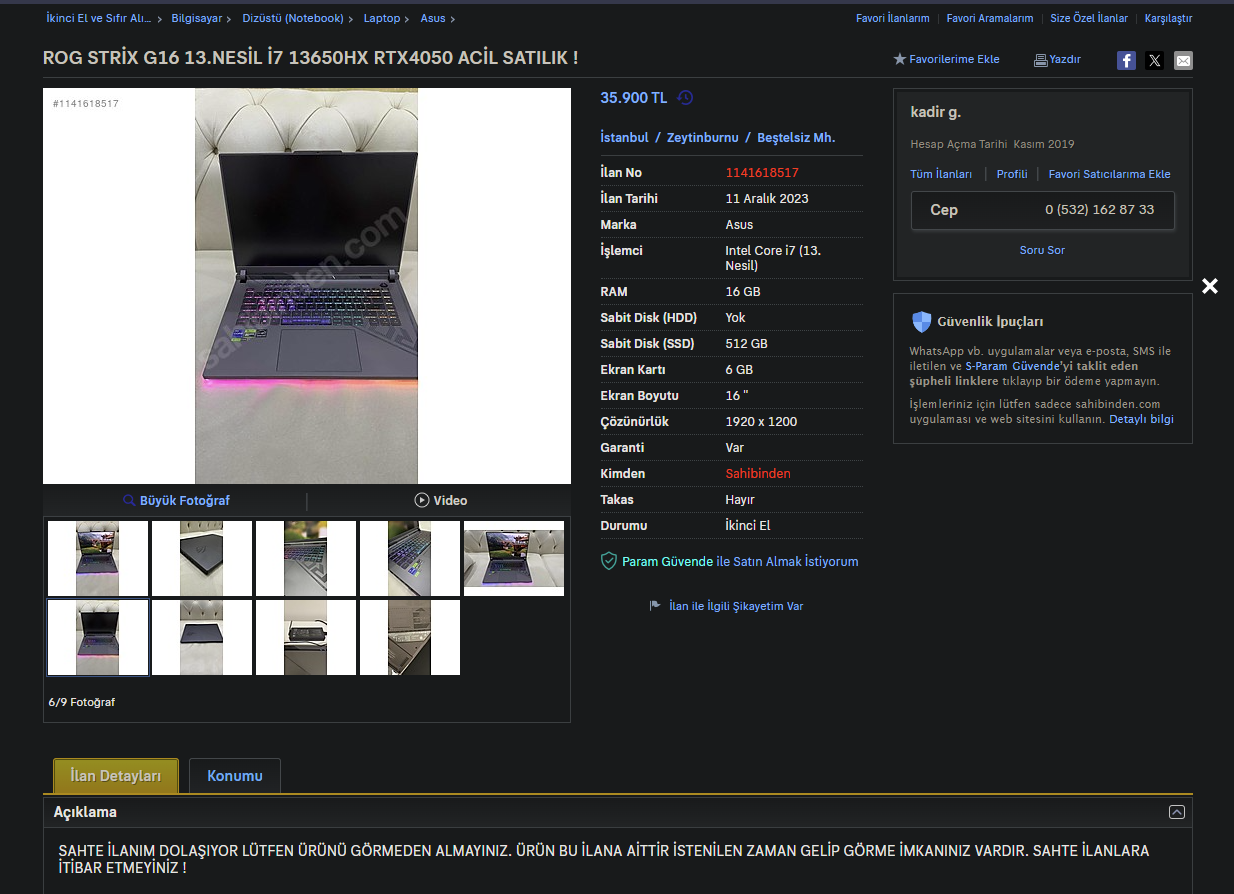 İkinci El ve Sıfır Alı... > Bilgisayar > Dizüstü (Notebook) > Laptop > Asus >
Favori İlanlarım | Favori Aramalarım | Size Özel İlanlar | Karşılaştır
ROG STRİX G16 13.NESİL İ7 13650HX RTX4050 ACİL SATILIK !
Favorilerime Ekle
Yazdır
#1141618517
sahibinden.com
Büyük Fotoğraf
Video
6/9 Fotoğraf
35.900 TL
İstanbul / Zeytinburnu / Beştelsiz Mh.
İlan No 1141618517
İlan Tarihi 11 Aralık 2023
Marka Asus
İşlemci Intel Core i7 (13.
Nesil)
RAM 16 GB
Sabit Disk (HDD) Yok
Sabit Disk (SSD) 512 GB
Ekran Kartı 6 GB
Ekran Boyutu 16 "
Çözünürlük 1920 x 1200
Garanti Var
Kimden Sahibinden
Takas Hayır
Durumu İkinci El
Param Güvende ile Satın Almak İstiyorum
İlan ile İlgili Şikayetim Var
kadir g.
Hesap Açma Tarihi Kasım 2019
Tüm İlanları | Profili | Favori Satıcılarıma Ekle
Cep 0 (532) 162 87 33
Soru Sor
Güvenlik İpuçları
WhatsApp vb. uygulamalar veya e-posta, SMS ile
iletilen ve S-Param Güvende'yi taklit eden
şüpheli linklere tıklayıp bir ödeme yapmayın.
İşlemleriniz için lütfen sadece sahibinden.com
uygulaması ve web sitesini kullanın. Detaylı bilgi
İlan Detayları
Konumu
Açıklama
SAHTE İLANIM DOLAŞIYOR LÜTFEN ÜRÜNÜ GÖRMEDEN ALMAYINIZ. ÜRÜN BU İLANA AİTTİR İSTENİLEN ZAMAN GELİP GÖRME İMKANINIZ VARDIR. SAHTE İLANLARA
İTİBAR ETMEYİNİZ !